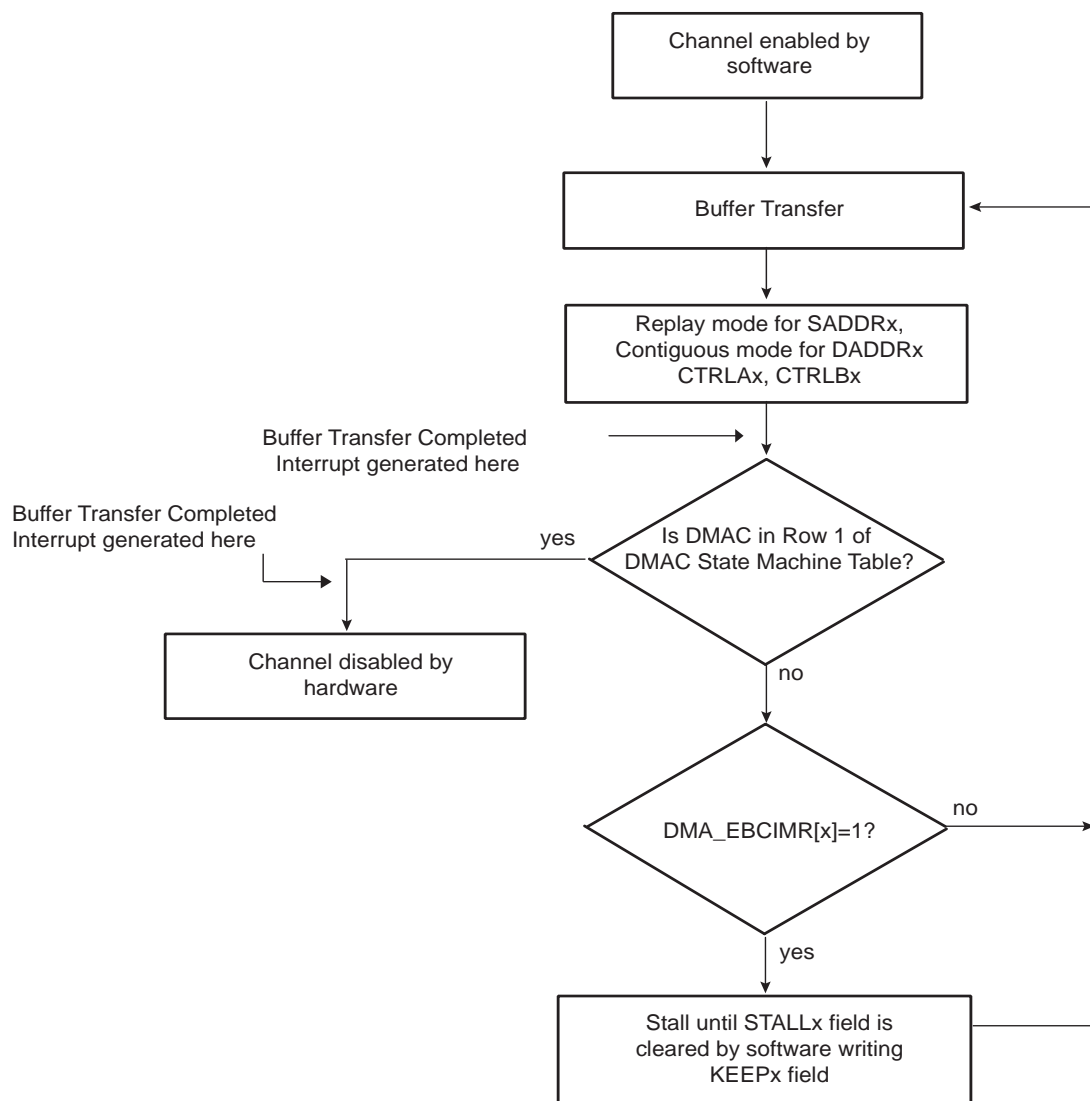 Channel enabled by
software
Buffer Transfer
Replay mode for SADDRx,
Contiguous mode for DADDRx
CTRLAx, CTRLBx
Buffer Transfer Completed
Interrupt generated here
Buffer Transfer Completed
Interrupt generated here
yes
Is DMAC in Row 1 of
DMAC State Machine Table?
Channel disabled by
hardware
no
DMA_EBCIMR[x]=1?
no
yes
Stall until STALLx field is
cleared by software writing
KEEPx field